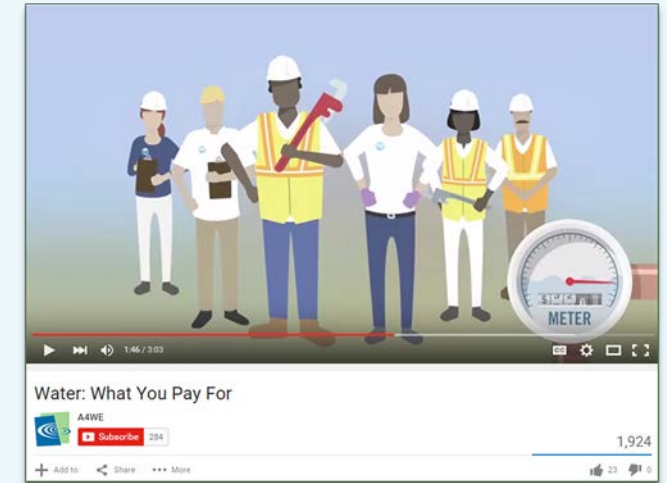 METER
1:46 / 3:03
CC
Water: What You Pay For
A4WE
Subscribe 284
1,924
Add to Share More
23 0